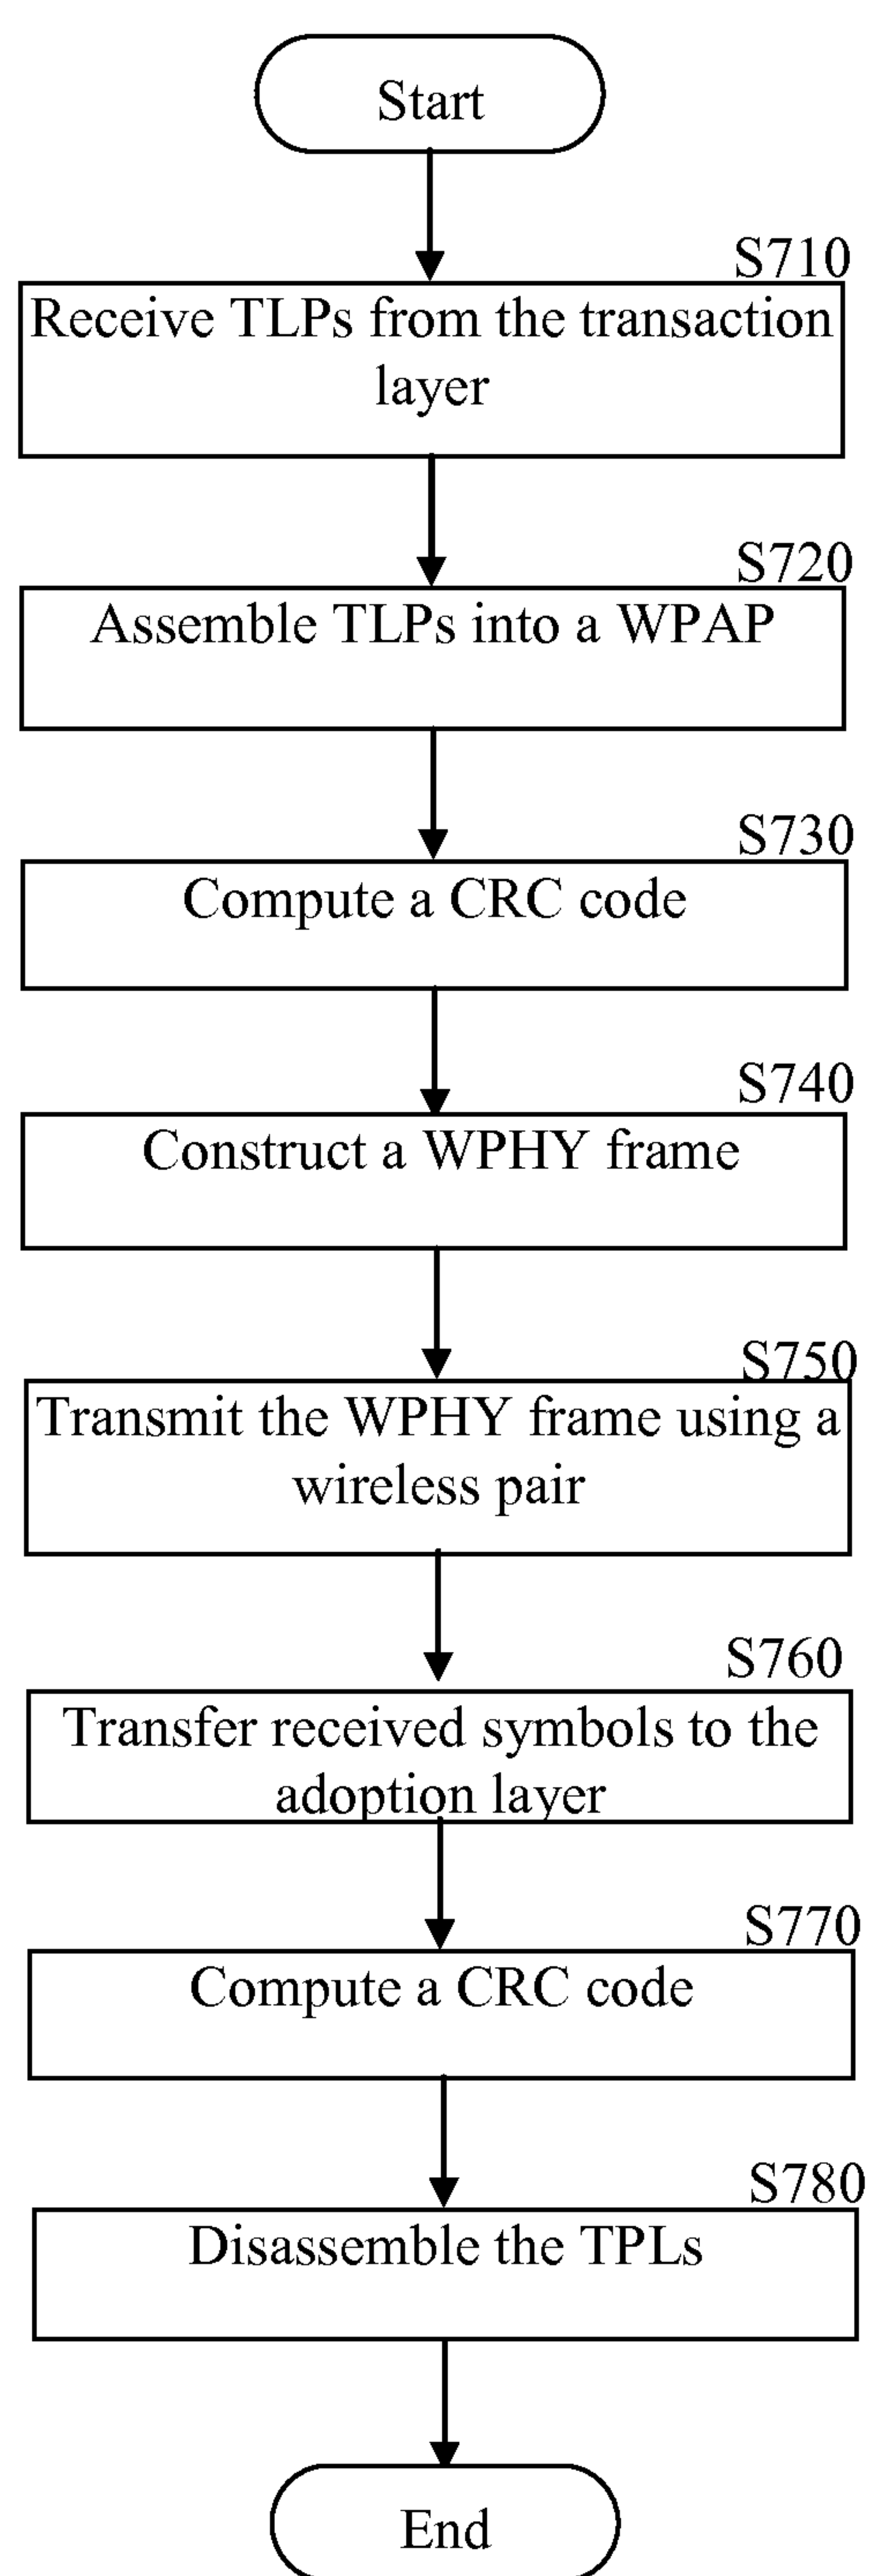 Start
S710
Receive TLPs from the transaction
layer
S720
Assemble TLPs into a WPAP
S730
Compute a CRC code
S740
Construct a WPHY frame
S750
Transmit the WPHY frame using a
wireless pair
S760
Transfer received symbols to the
adoption layer
S770
Compute a CRC code
S780
Disassemble the TPLs
End